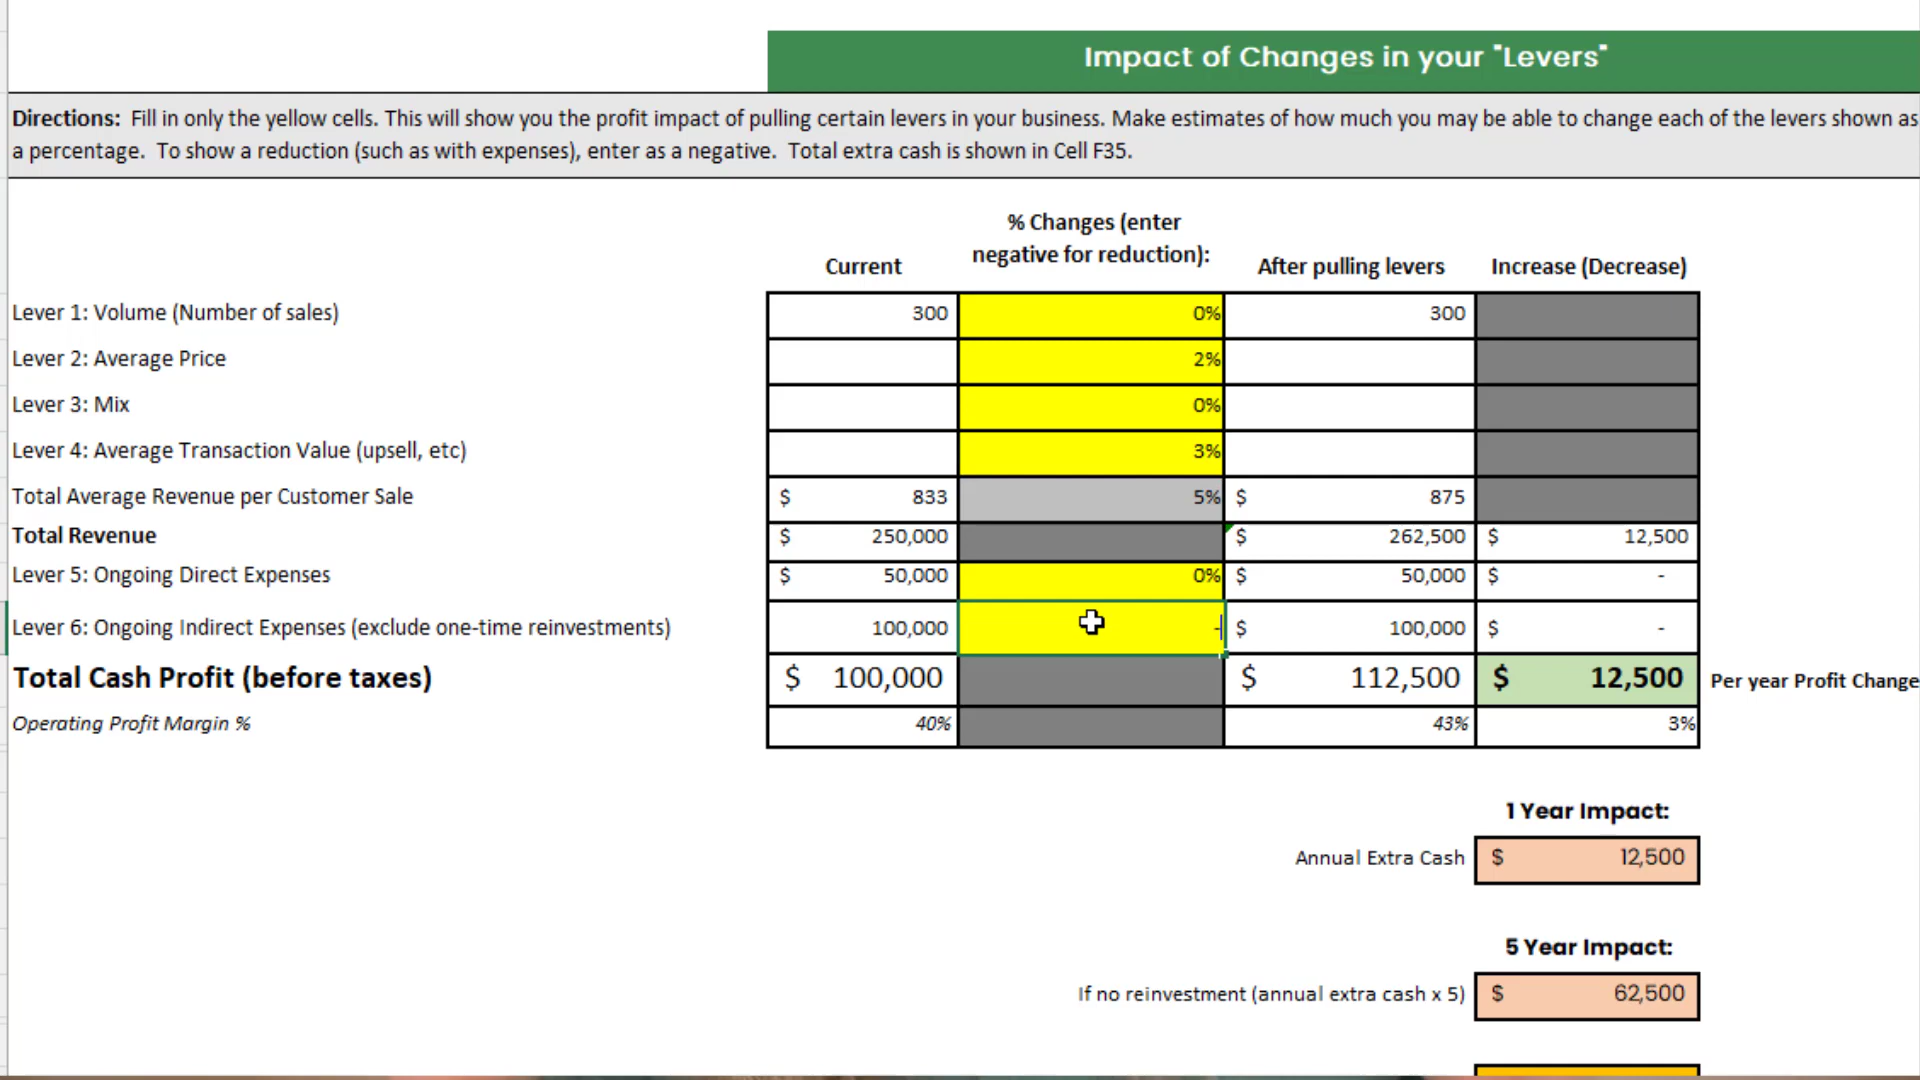 Impact of Changes in your "Levers"
Directions: Fill in only the yellow cells. This will show you the profit impact of pulling certain levers in your business. Make estimates of how much you may be able to change each of the levers shown as
a percentage. To show a reduction (such as with expenses), enter as a negative. Total extra cash is shown in Cell F35.
Current % Changes (enter negative for reduction): After pulling levers Increase (Decrease)
Lever 1: Volume (Number of sales) 300 0% 300
Lever 2: Average Price 2%
Lever 3: Mix 0%
Lever 4: Average Transaction Value (upsell, etc) 3%
Total Average Revenue per Customer Sale $ 833 5% $ 875
Total Revenue $ 250,000 $ 262,500 $ 12,500
Lever 5: Ongoing Direct Expenses $ 50,000 0% $ 50,000 $ -
Lever 6: Ongoing Indirect Expenses (exclude one-time reinvestments) 100,000 - $ 100,000 $ -
Total Cash Profit (before taxes) $ 100,000 $ 112,500 $ 12,500 Per year Profit Change
Operating Profit Margin % 40% 43% 3%
1 Year Impact:
Annual Extra Cash $ 12,500
5 Year Impact:
If no reinvestment (annual extra cash x 5) $ 62,500